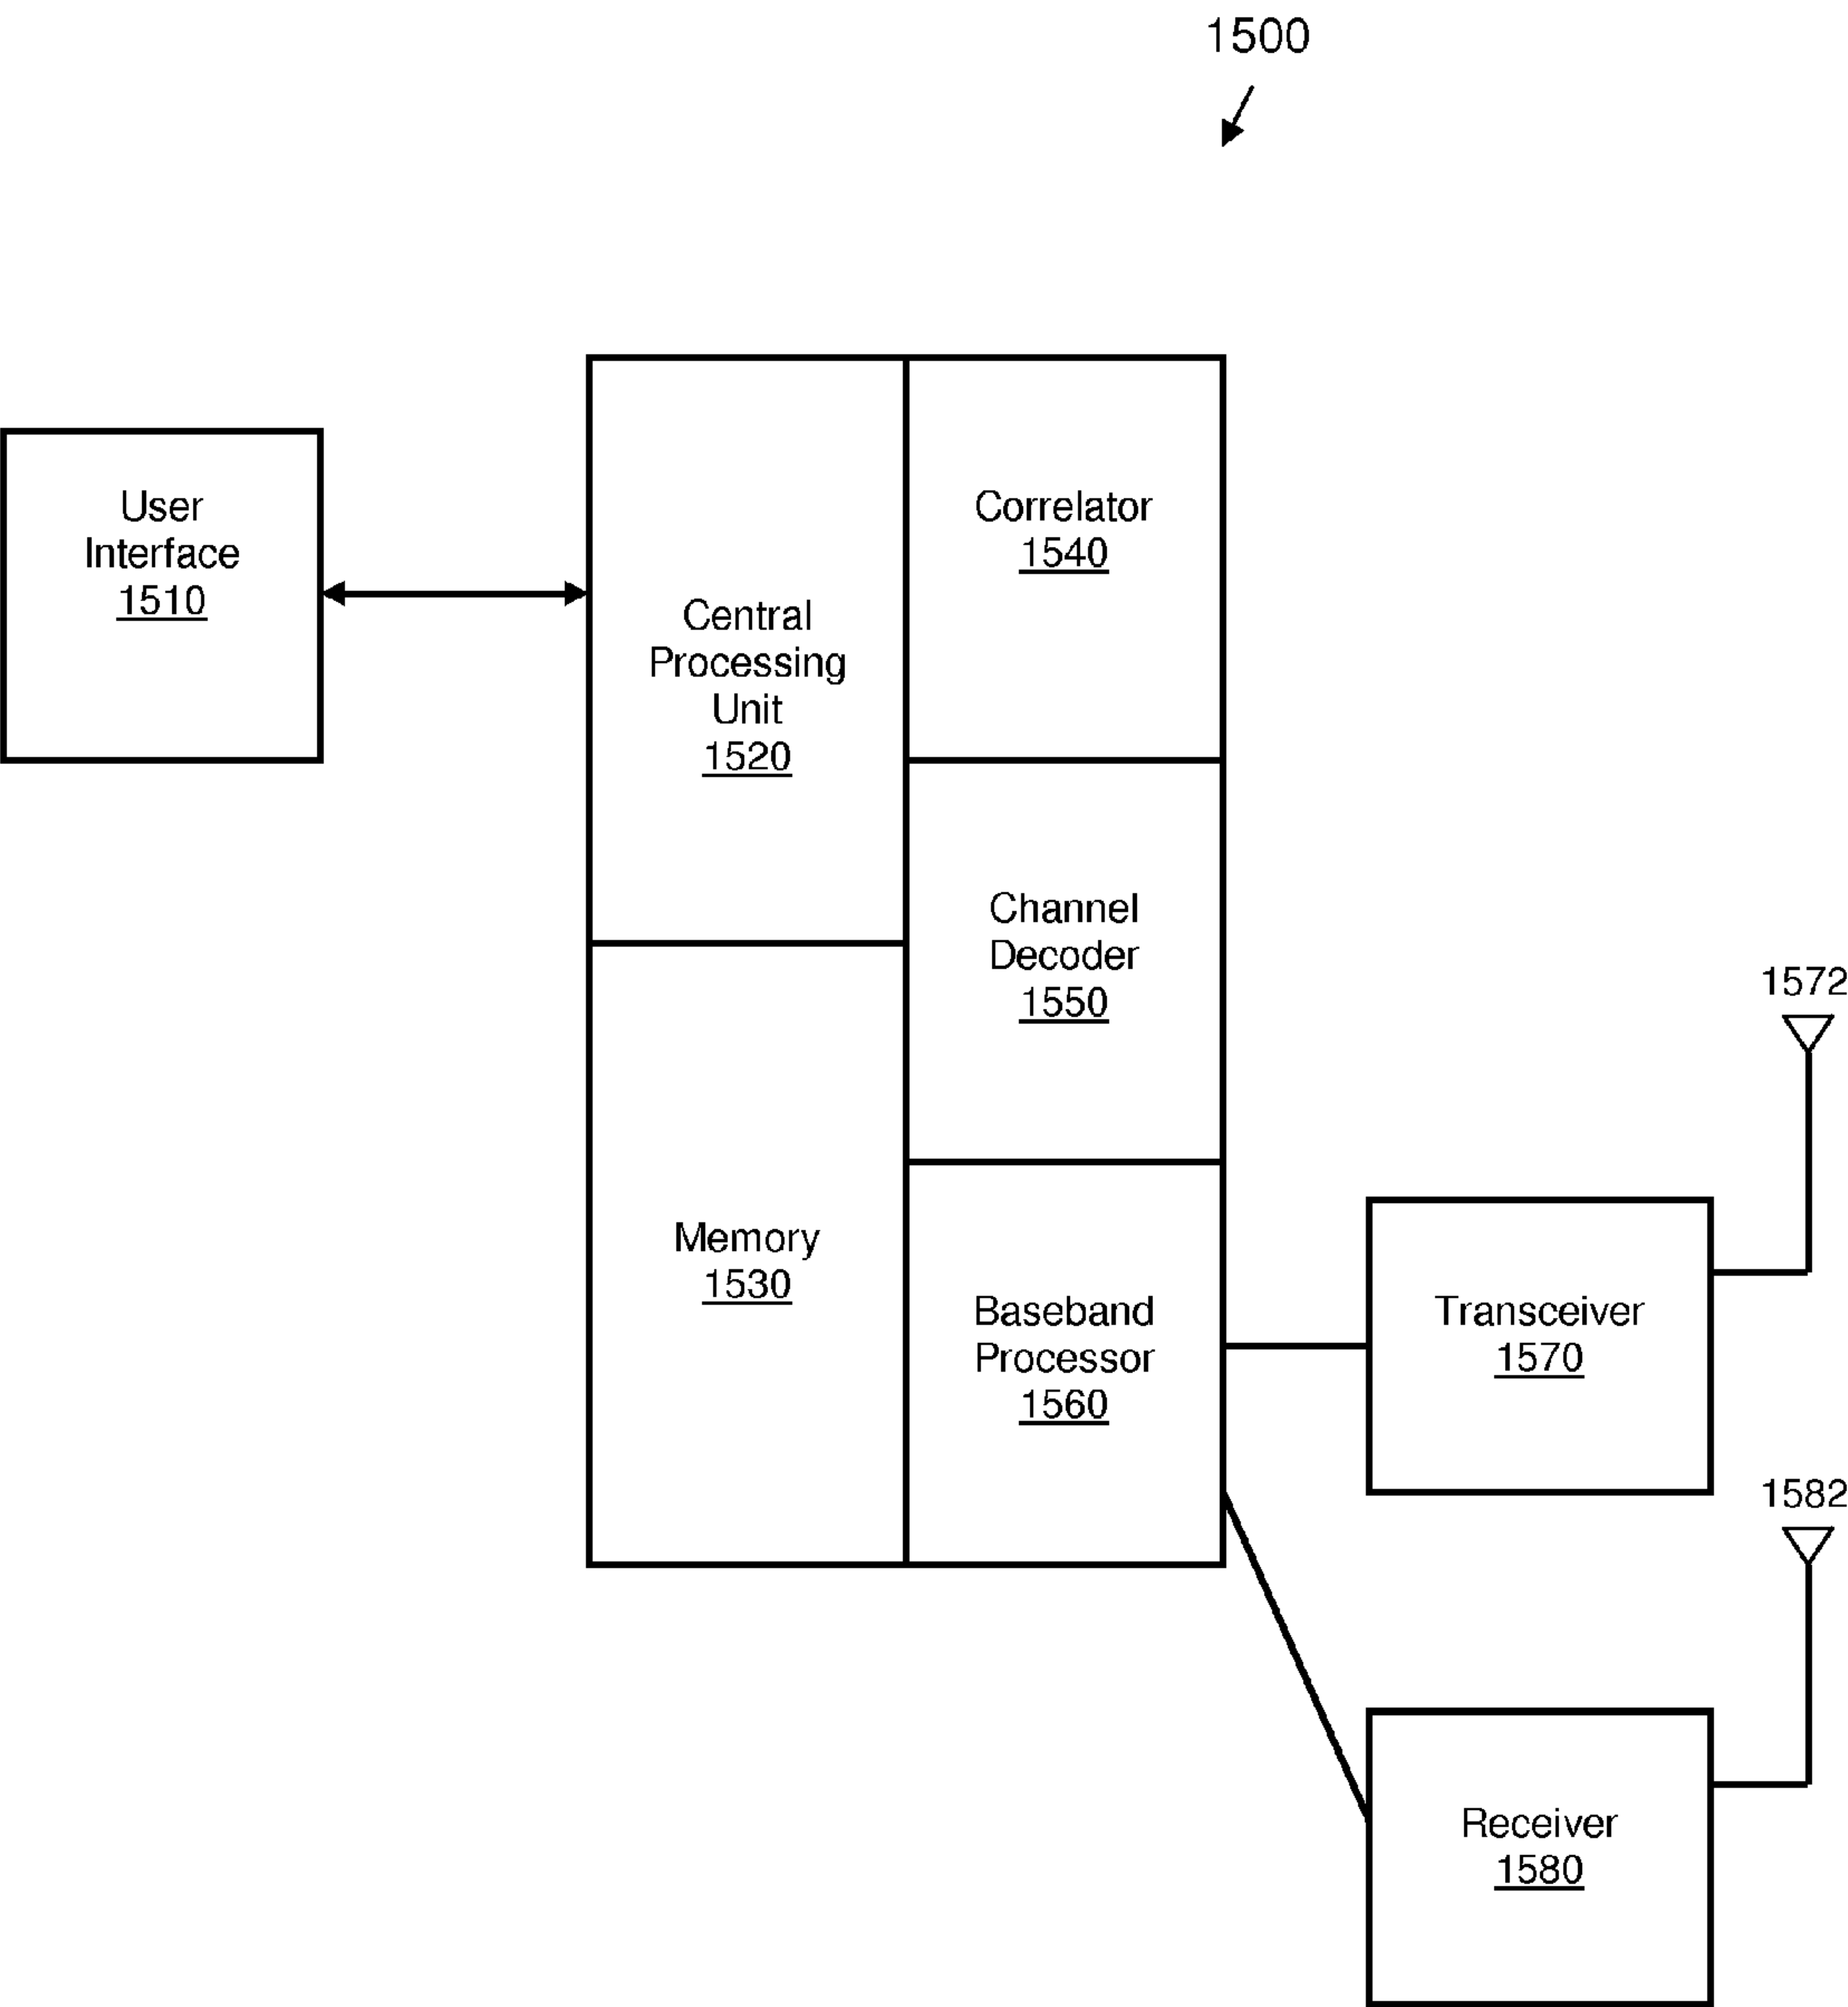 1500
User
Interface
1510
Central
Processing
Unit
1520
Correlator
1540
Channel
Decoder
1550
Memory
1530
Baseband
Processor
1560
1572
Transceiver
1570
1582
Receiver
1580